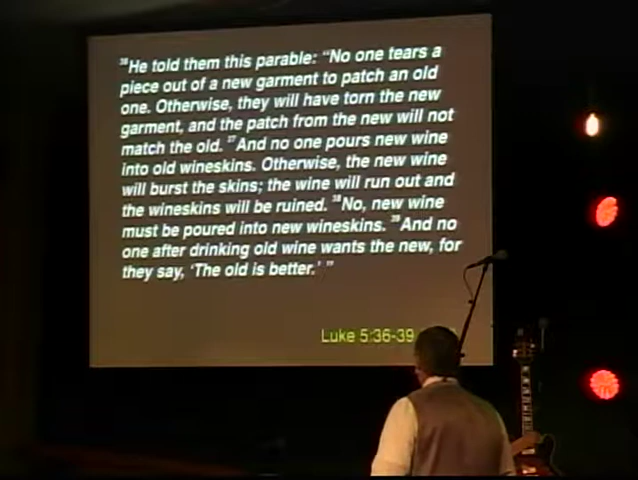 ³⁶He told them this parable: "No one tears a
piece out of a new garment to patch an old
one. Otherwise, they will have torn the new
garment, and the patch from the new will not
match the old. ³⁷And no one pours new wine
into old wineskins. Otherwise, the new wine
will burst the skins; the wine will run out and
the wineskins will be ruined. ³⁸No, new wine
must be poured into new wineskins. ³⁹And no
one after drinking old wine wants the new, for
they say, 'The old is better.' "
Luke 5:36-39